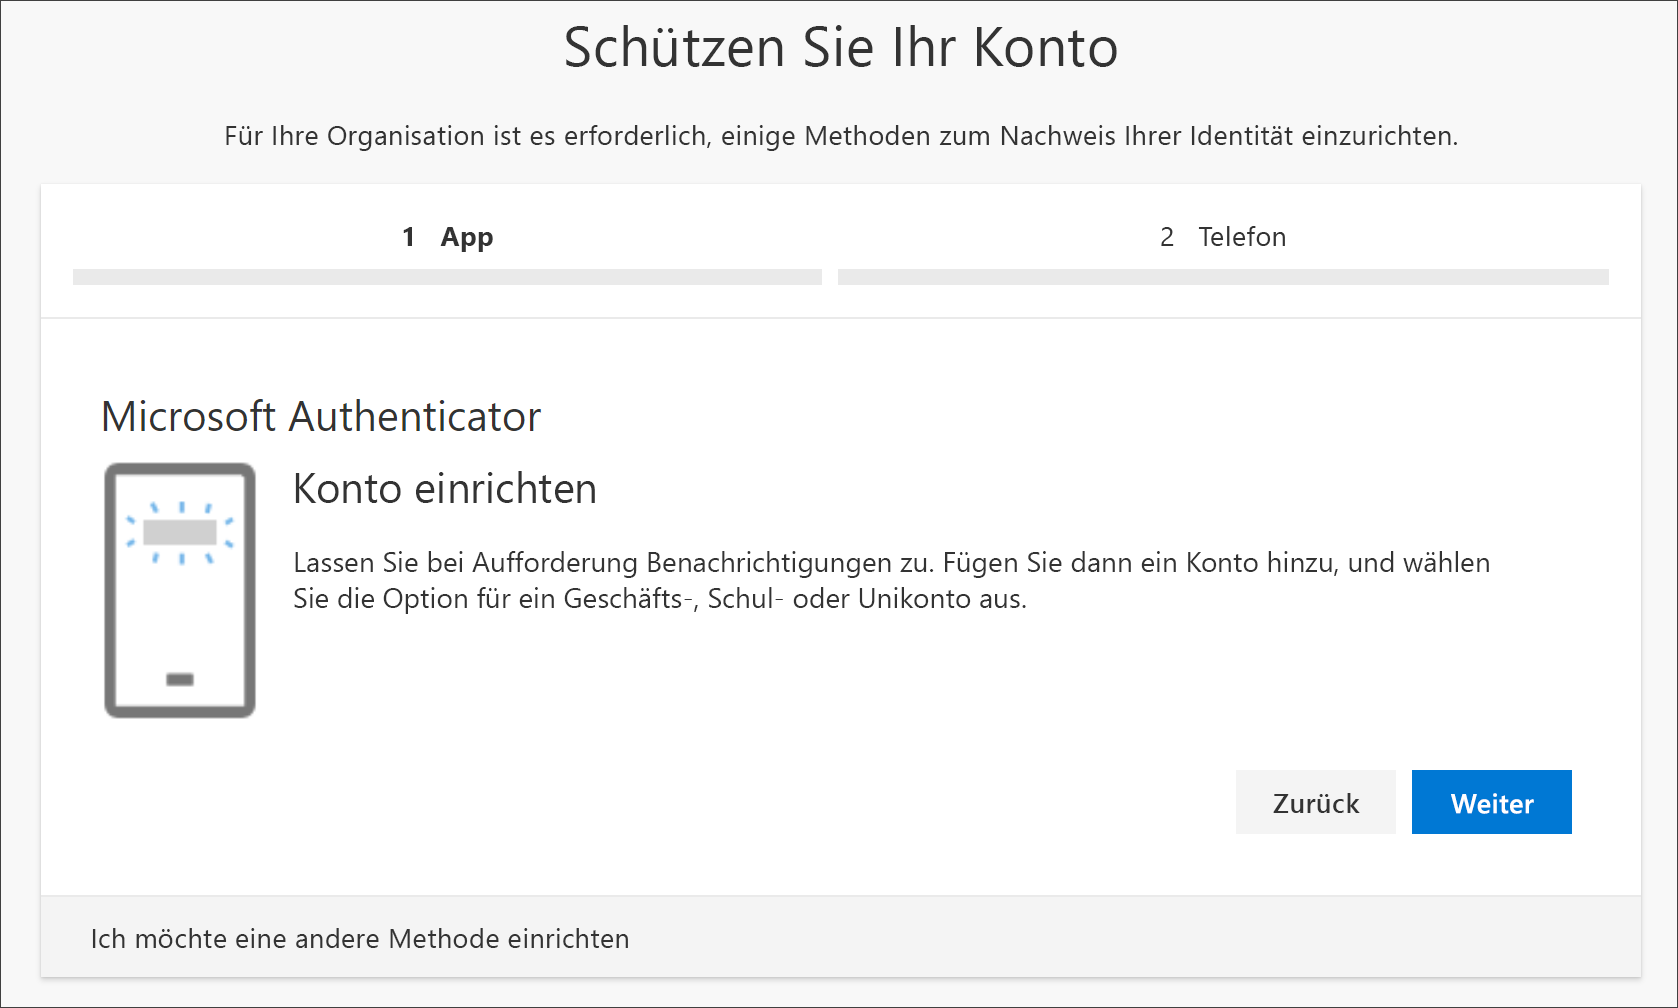 Schützen Sie Ihr Konto
Für Ihre Organisation ist es erforderlich, einige Methoden zum Nachweis Ihrer Identität einzurichten.
1 App
2 Telefon
Microsoft Authenticator
Konto einrichten
Lassen Sie bei Aufforderung Benachrichtigungen zu. Fügen Sie dann ein Konto hinzu, und wählen
Sie die Option für ein Geschäfts-, Schul- oder Unikonto aus.
Zurück
Weiter
Ich möchte eine andere Methode einrichten